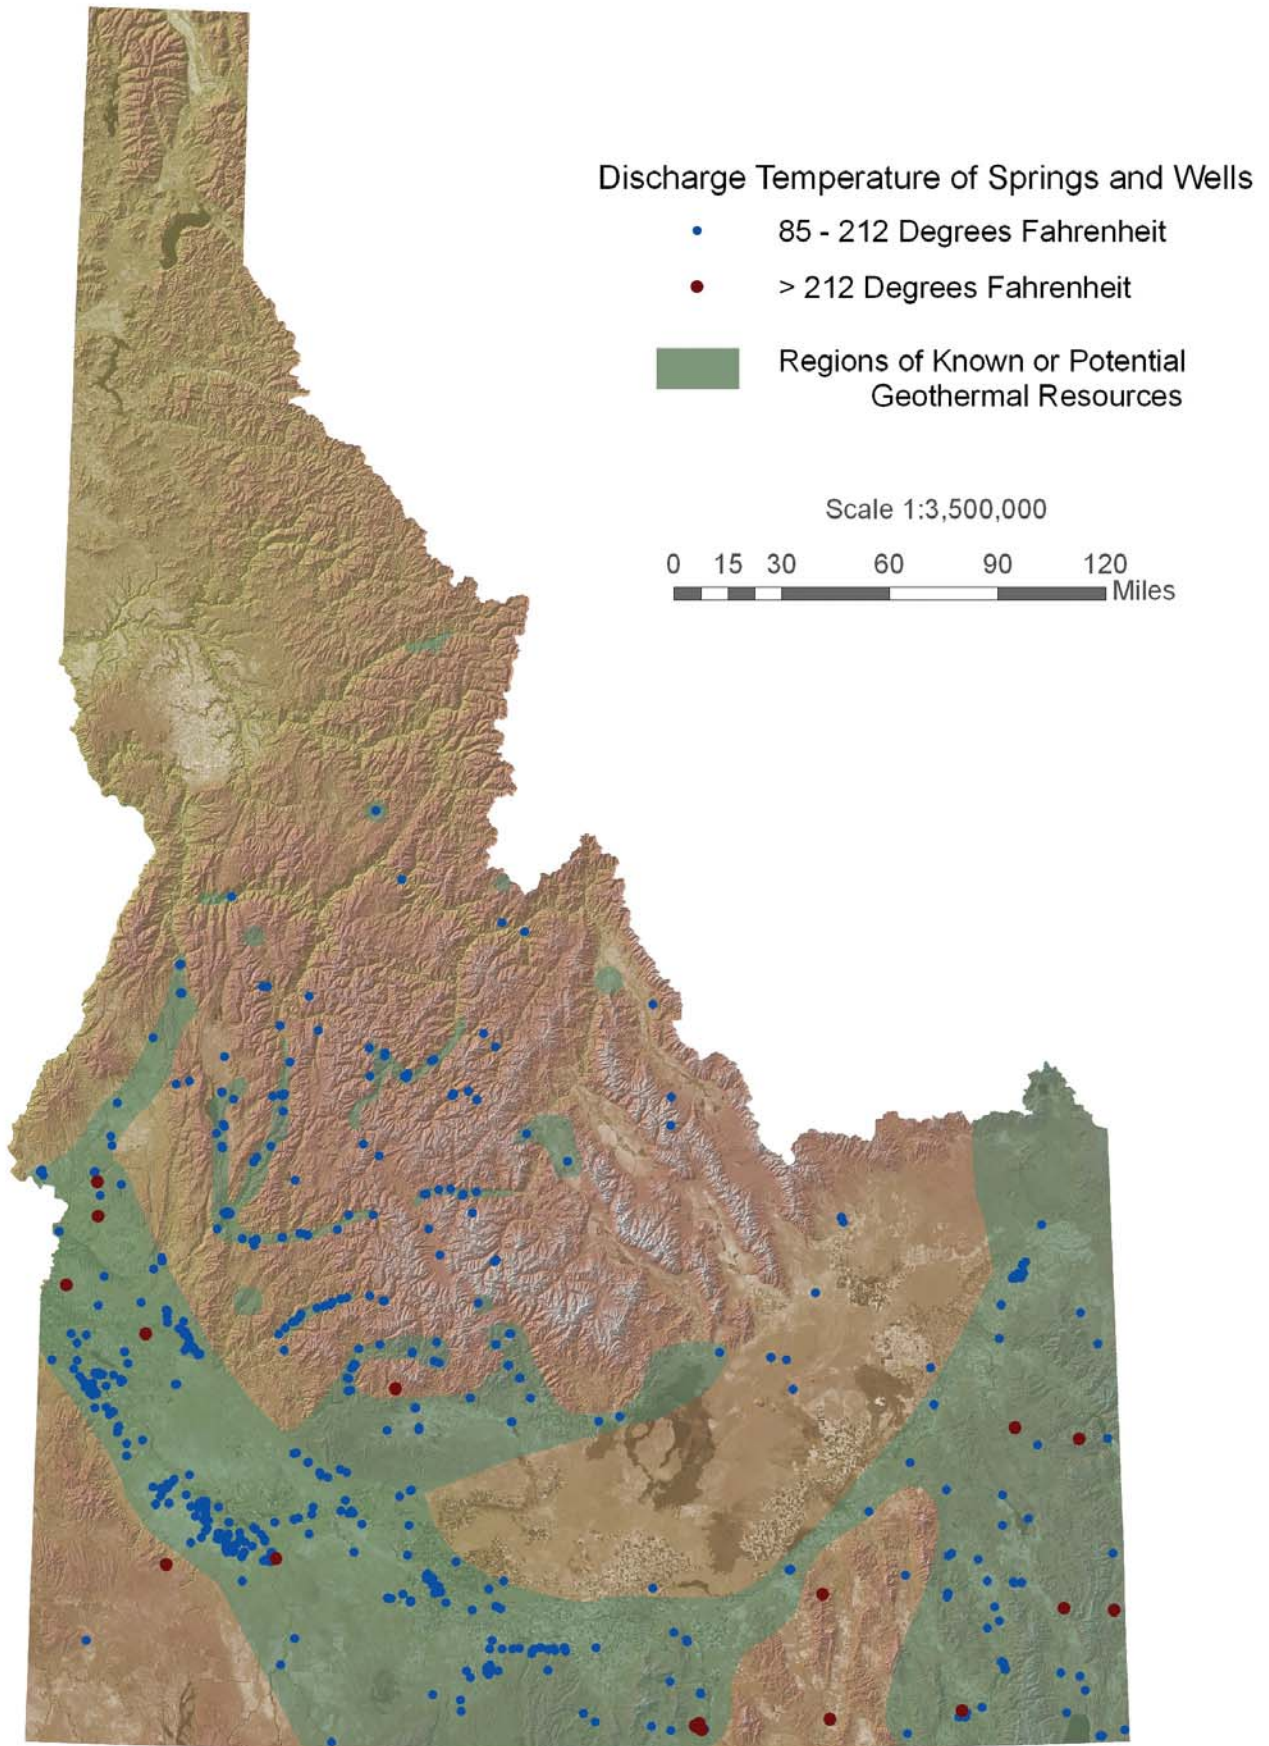 Discharge Temperature of Springs and Wells
85 - 212 Degrees Fahrenheit
> 212 Degrees Fahrenheit
Regions of Known or Potential
Geothermal Resources
Scale 1:3,500,000
0 15 30 60 90 120
Miles